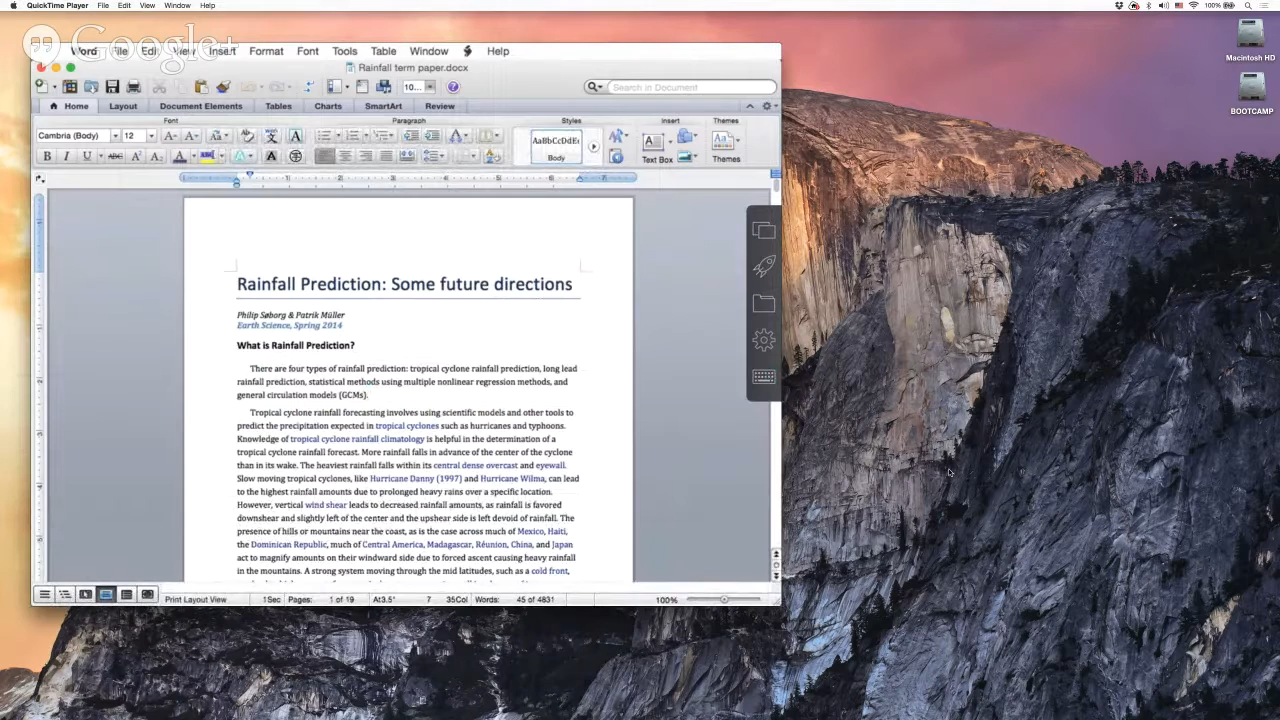 QuickTime Player File Edit View Window Help 100%
Google+
Word File Edit View Insert Format Font Tools Table Window Help
Rainfall term paper.docx
10... Search in Document
Home Layout Document Elements Tables Charts SmartArt Review
Font Paragraph Styles Insert Themes
Cambria (Body) 12
AaBbCcDdE
B I U ABC A² A₂ A ABC A A Body Text Box Themes
Macintosh HD
BOOTCAMP
Rainfall Prediction: Some future directions
Philip Søborg & Patrik Müller
Earth Science, Spring 2014
What is Rainfall Prediction?
There are four types of rainfall prediction: tropical cyclone rainfall prediction, long lead
rainfall prediction, statistical methods using multiple nonlinear regression methods, and
general circulation models (GCMs).
Tropical cyclone rainfall forecasting involves using scientific models and other tools to
predict the precipitation expected in tropical cyclones such as hurricanes and typhoons.
Knowledge of tropical cyclone rainfall climatology is helpful in the determination of a
tropical cyclone rainfall forecast. More rainfall falls in advance of the center of the cyclone
than in its wake. The heaviest rainfall falls within its central dense overcast and eyewall.
Slow moving tropical cyclones, like Hurricane Danny (1997) and Hurricane Wilma, can lead
to the highest rainfall amounts due to prolonged heavy rains over a specific location.
However, vertical wind shear leads to decreased rainfall amounts, as rainfall is favored
downshear and slightly left of the center and the upshear side is left devoid of rainfall. The
presence of hills or mountains near the coast, as is the case across much of Mexico, Haiti,
the Dominican Republic, much of Central America, Madagascar, Réunion, China, and Japan
act to magnify amounts on their windward side due to forced ascent causing heavy rainfall
in the mountains. A strong system moving through the mid latitudes, such as a cold front,
Print Layout View 1Sec Pages: 1 of 19 At3.5" 7 35Col Words: 45 of 4831 100%